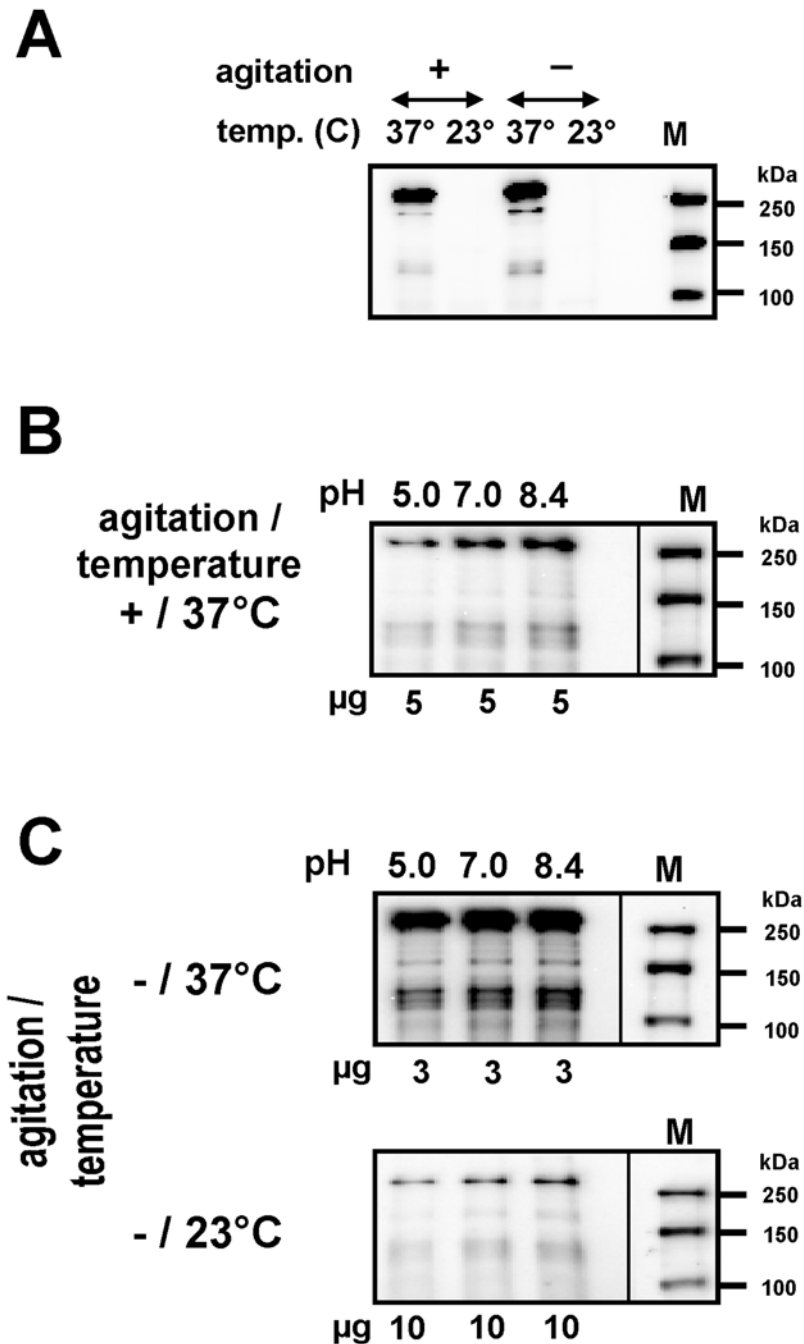 A
agitation + −
temp. (C) 37° 23° 37° 23° M
kDa
250
150
100
B
pH 5.0 7.0 8.4 M
agitation /
temperature
+ / 37°C
kDa
250
150
100
µg 5 5 5
C
pH 5.0 7.0 8.4 M
agitation /
temperature
- / 37°C
kDa
250
150
100
µg 3 3 3
M
- / 23°C
kDa
250
150
100
µg 10 10 10